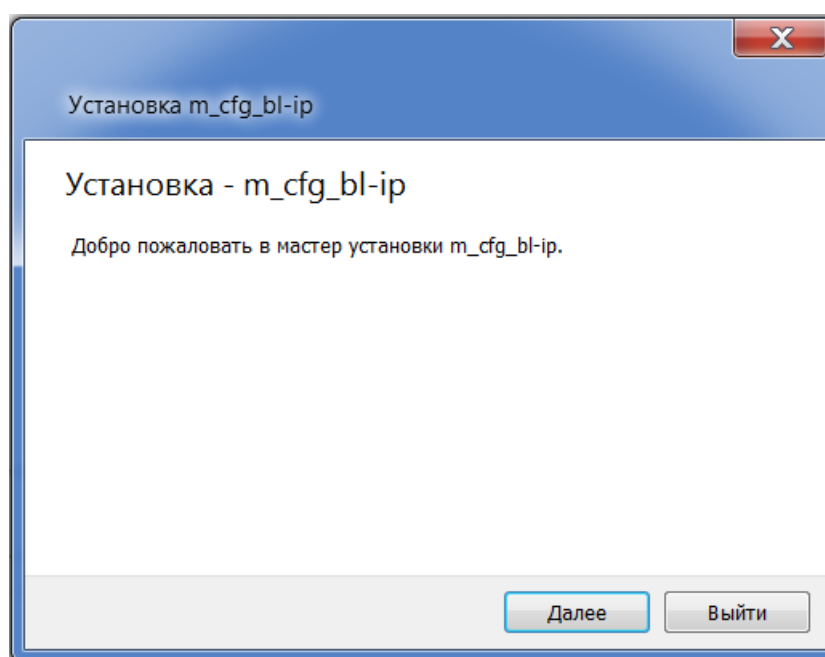 Установка m_cfg_bl-ip
Установка - m_cfg_bl-ip
Добро пожаловать в мастер установки m_cfg_bl-ip.
Далее
Выйти